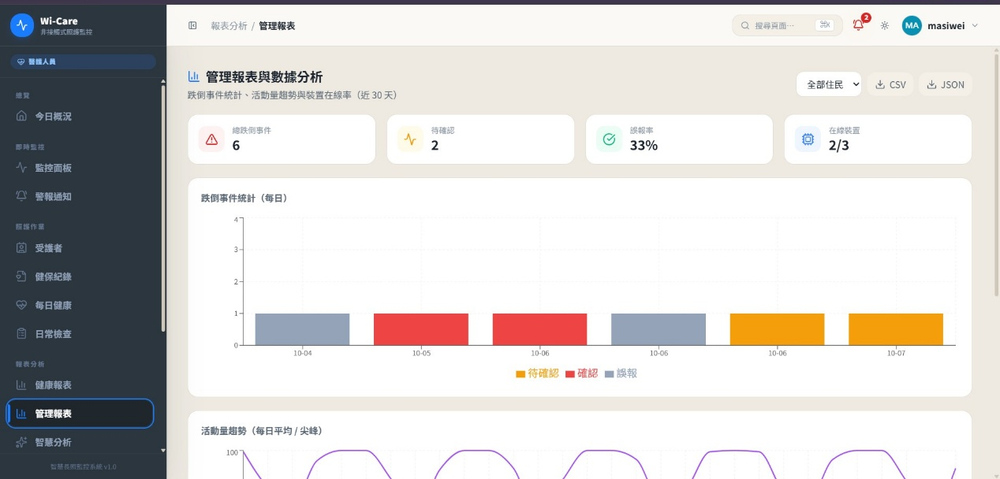 Wi-Care
非接觸式照護監控
醫護人員
總覽
今日概況
即時監控
監控面板
警報通知
照護作業
受護者
健保紀錄
每日健康
日常檢查
報表分析
健康報表
管理報表
智慧分析
智慧長照監控系統 v1.0
報表分析 / 管理報表
搜尋頁面… ⌘K
2
MA masiwei
管理報表與數據分析
跌倒事件統計、活動量趨勢與裝置在線率（近 30 天）
全部住民
CSV
JSON
總跌倒事件
6
待確認
2
誤報率
33%
在線裝置
2/3
跌倒事件統計（每日）
4
3
2
1
0
10-04 10-05 10-06 10-06 10-06 10-07
待確認 確認 誤報
活動量趨勢（每日平均 / 尖峰）
100